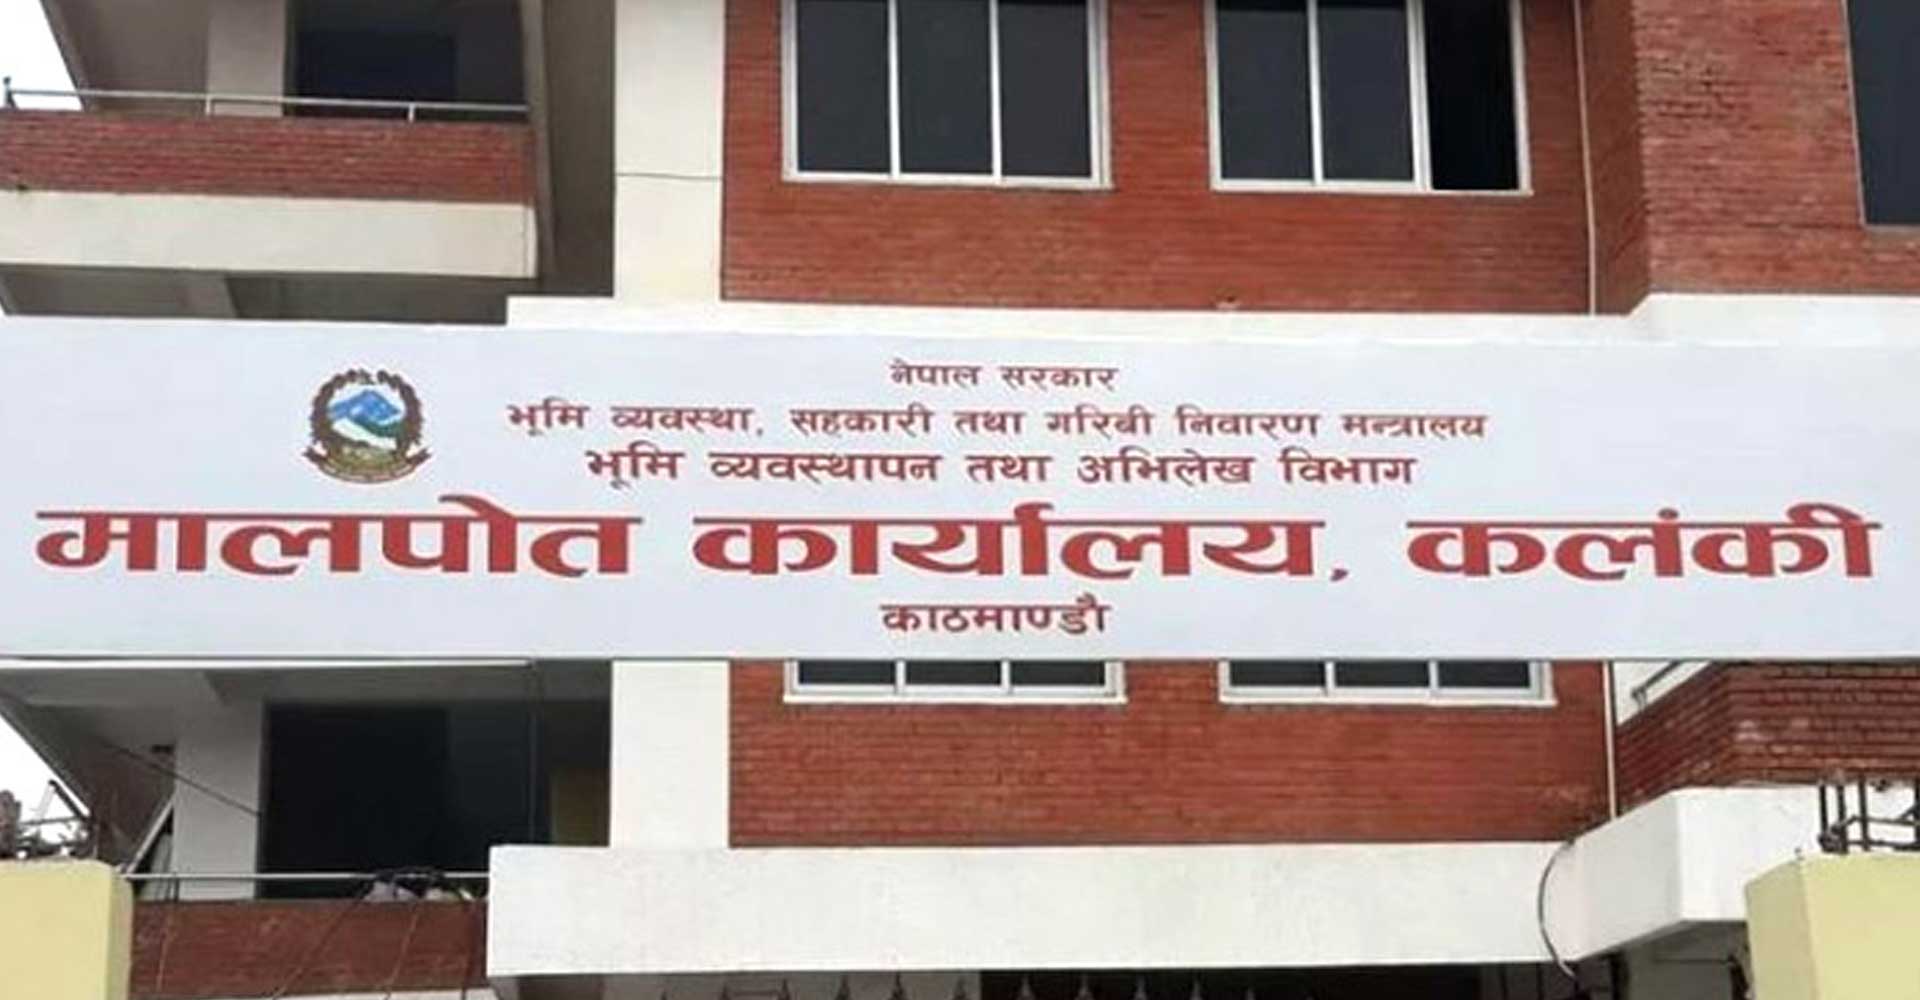 नेपाल सरकार
भूमि व्यवस्था, सहकारी तथा गरिबी निवारण मन्त्रालय
भूमि व्यवस्थापन तथा अभिलेख विभाग
मालपोत कार्यालय, कलंकी
काठमाण्डौ